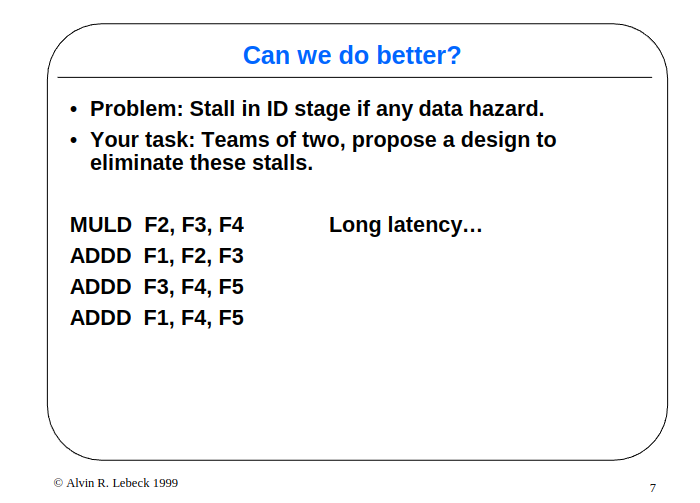 Can we do better?
• Problem: Stall in ID stage if any data hazard.
• Your task: Teams of two, propose a design to
eliminate these stalls.
MULD F2, F3, F4 Long latency…
ADDD F1, F2, F3
ADDD F3, F4, F5
ADDD F1, F4, F5
© Alvin R. Lebeck 1999
7